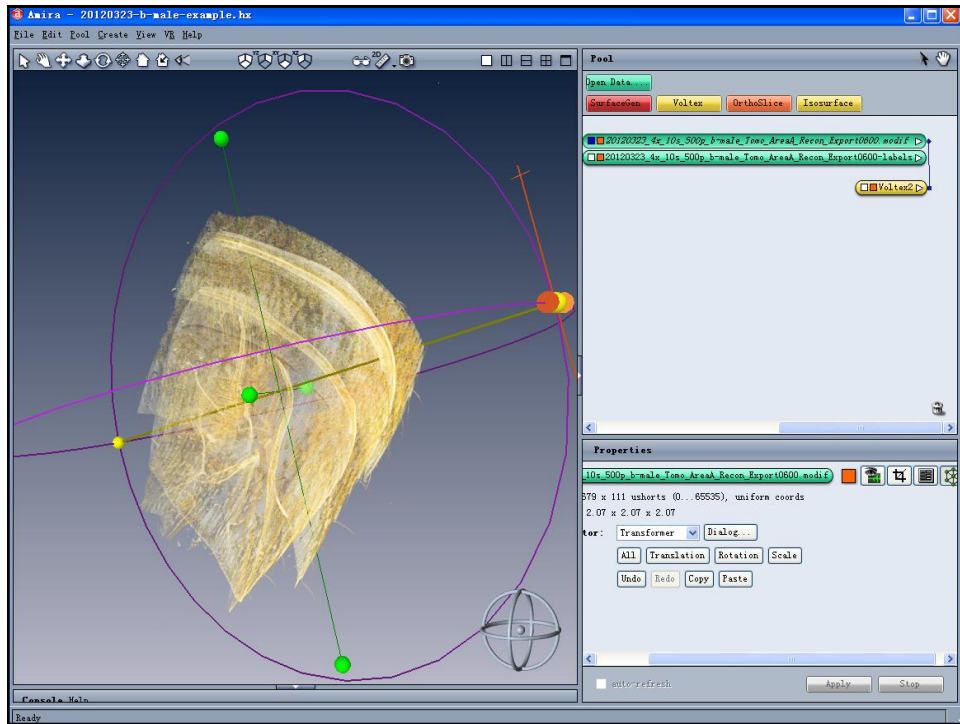 Amira - 20120323-b-male-example.hx
File Edit Pool Create View VR Help
2D
Pool
Open Data...
SurfaceGen Voltex OrthoSlice Isosurface
20120323_4x_10s_500p_b-male_Tomo_AreaA_Recon_Export0600.modif
20120323_4x_10s_500p_b-male_Tomo_AreaA_Recon_Export0600-labels
Voltex2
Properties
_10s_500p_b-male_Tomo_AreaA_Recon_Export0600.modif
679 x 111 ushorts (0...65535), uniform coords
2.07 x 2.07 x 2.07
tor: Transformer Dialog...
All Translation Rotation Scale
Undo Redo Copy Paste
auto-refresh Apply Stop
Console Help
Ready